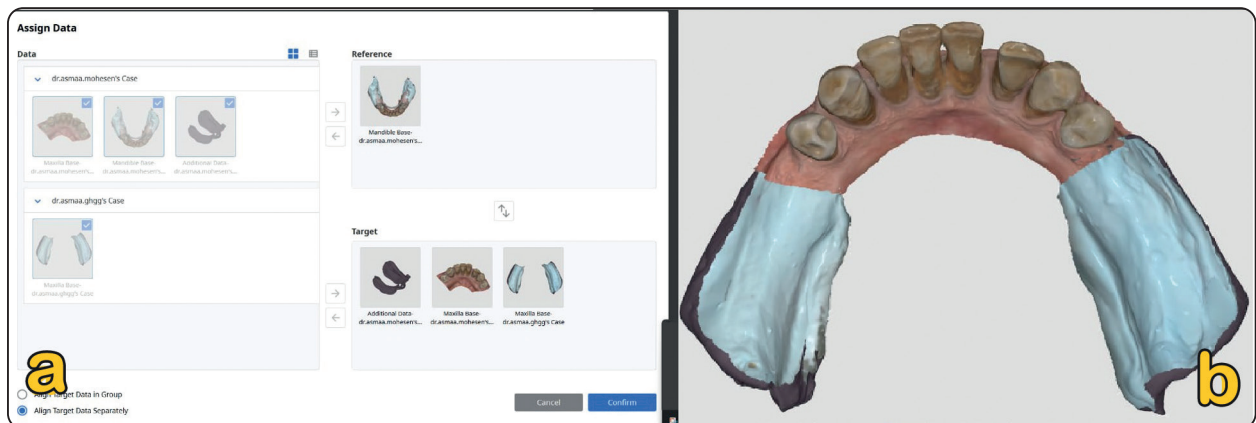 Assign Data
Data
Reference
dr.asmaa.mohesen's Case
Maxilla Base-
dr.asmaa.mohesen's...
Mandible Base-
dr.asmaa.mohesen's...
Additional Data-
dr.asmaa.mohesen's...
Mandible Base-
dr.asmaa.mohesen's...
dr.asmaa.ghgg's Case
Maxilla Base-
dr.asmaa.ghgg's Case
Target
Additional Data-
dr.asmaa.mohesen's...
Maxilla Base-
dr.asmaa.mohesen's...
Maxilla Base-
dr.asmaa.ghgg's Case
Target Data in Group
Align Target Data Separately
Cancel
Confirm
a
b